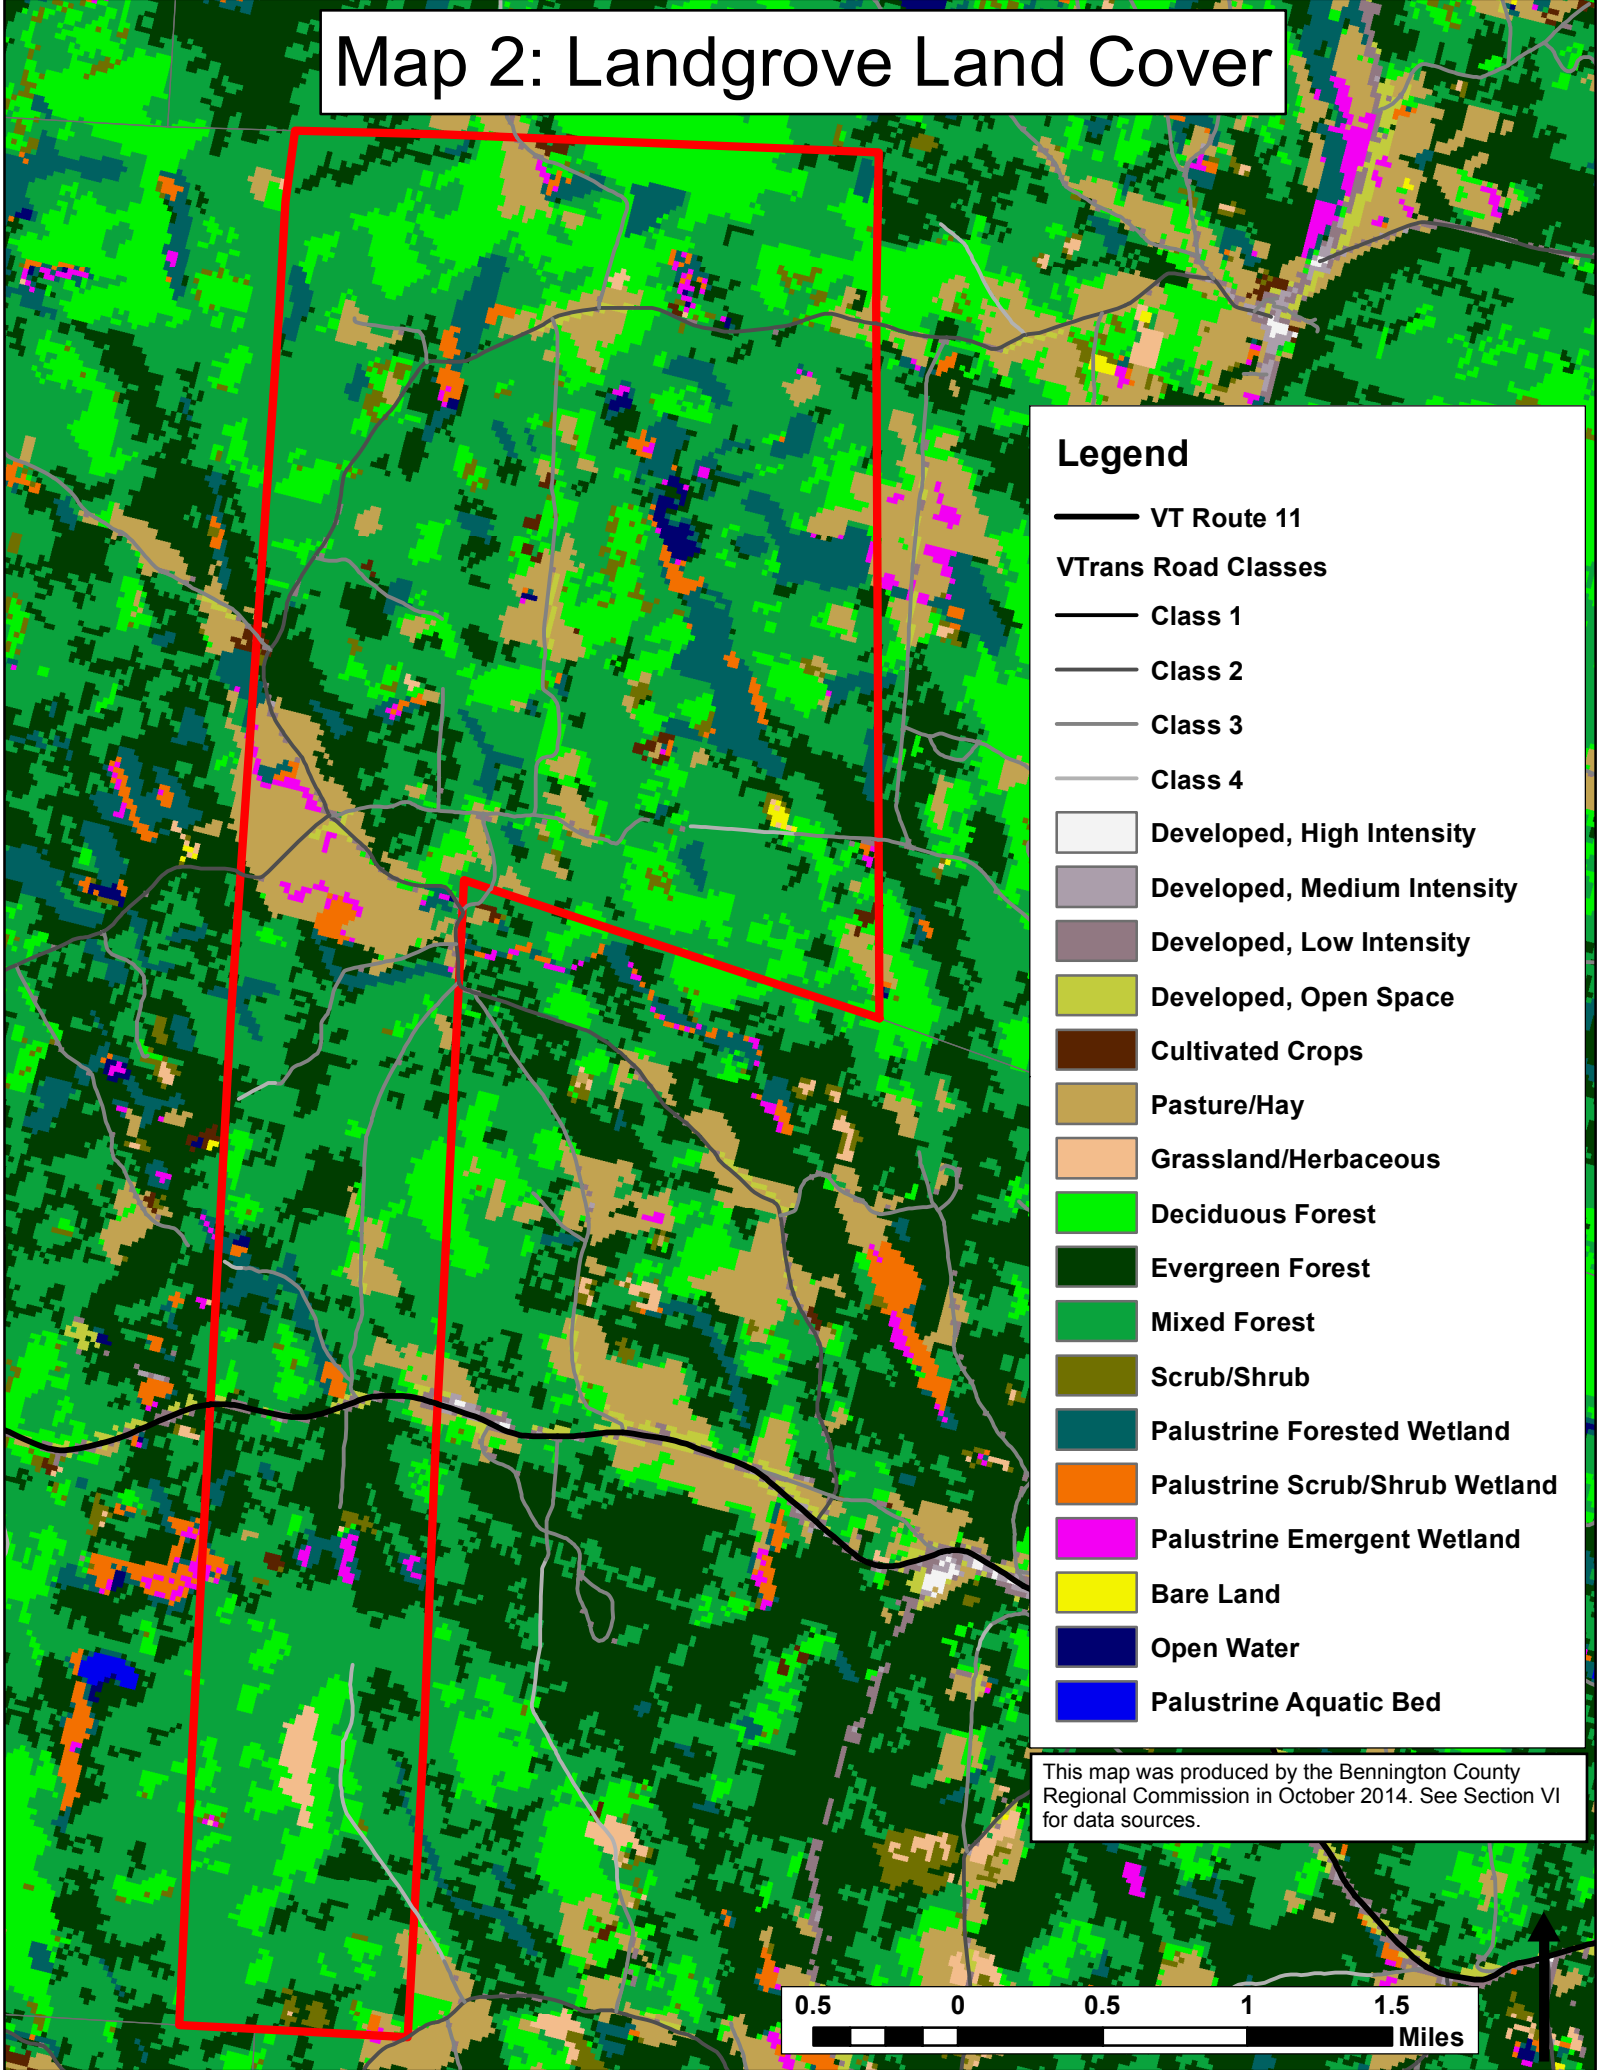 Map 2: Landgrove Land Cover
Legend
VT Route 11
VTrans Road Classes
Class 1
Class 2
Class 3
Class 4
Developed, High Intensity
Developed, Medium Intensity
Developed, Low Intensity
Developed, Open Space
Cultivated Crops
Pasture/Hay
Grassland/Herbaceous
Deciduous Forest
Evergreen Forest
Mixed Forest
Scrub/Shrub
Palustrine Forested Wetland
Palustrine Scrub/Shrub Wetland
Palustrine Emergent Wetland
Bare Land
Open Water
Palustrine Aquatic Bed
This map was produced by the Bennington County
Regional Commission in October 2014. See Section VI
for data sources.
0.5 0 0.5 1 1.5
Miles